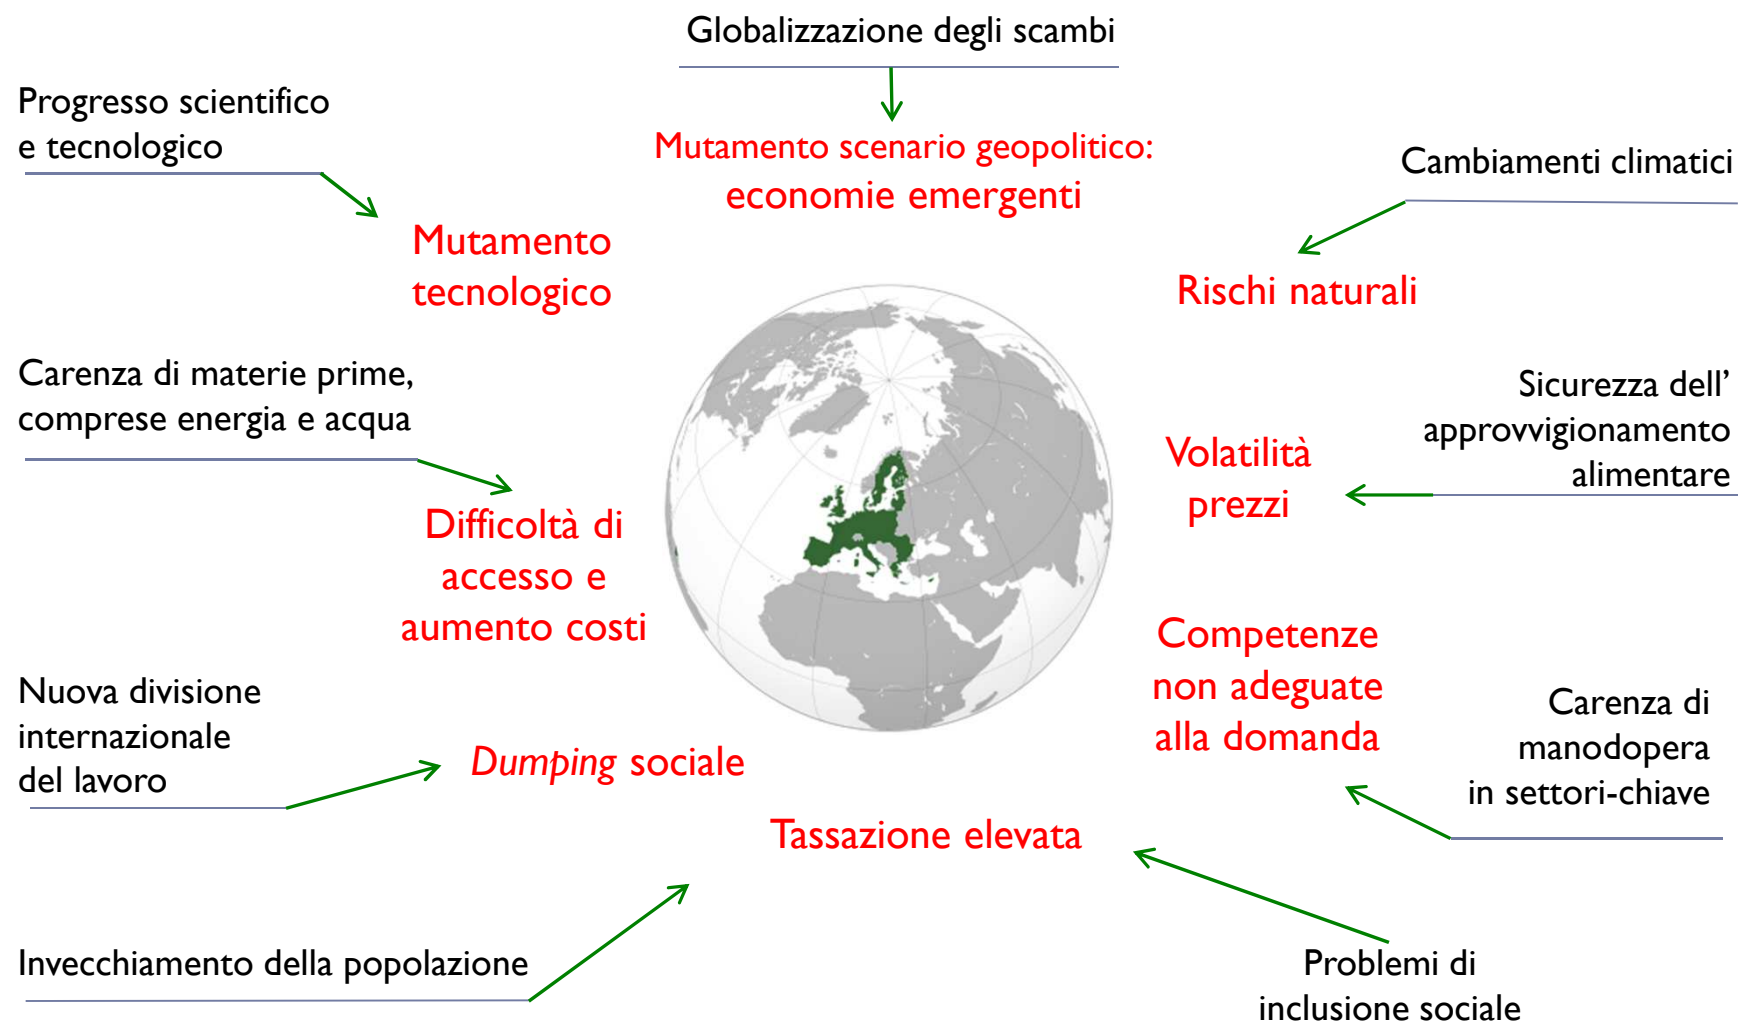 Globalizzazione degli scambi
Mutamento scenario geopolitico:
economie emergenti
Progresso scientifico
e tecnologico
Mutamento
tecnologico
Cambiamenti climatici
Rischi naturali
Carenza di materie prime,
comprese energia e acqua
Difficoltà di
accesso e
aumento costi
Sicurezza dell’
approvvigionamento
alimentare
Volatilità
prezzi
Nuova divisione
internazionale
del lavoro
Dumping sociale
Competenze
non adeguate
alla domanda
Carenza di
manodopera
in settori-chiave
Tassazione elevata
Invecchiamento della popolazione
Problemi di
inclusione sociale